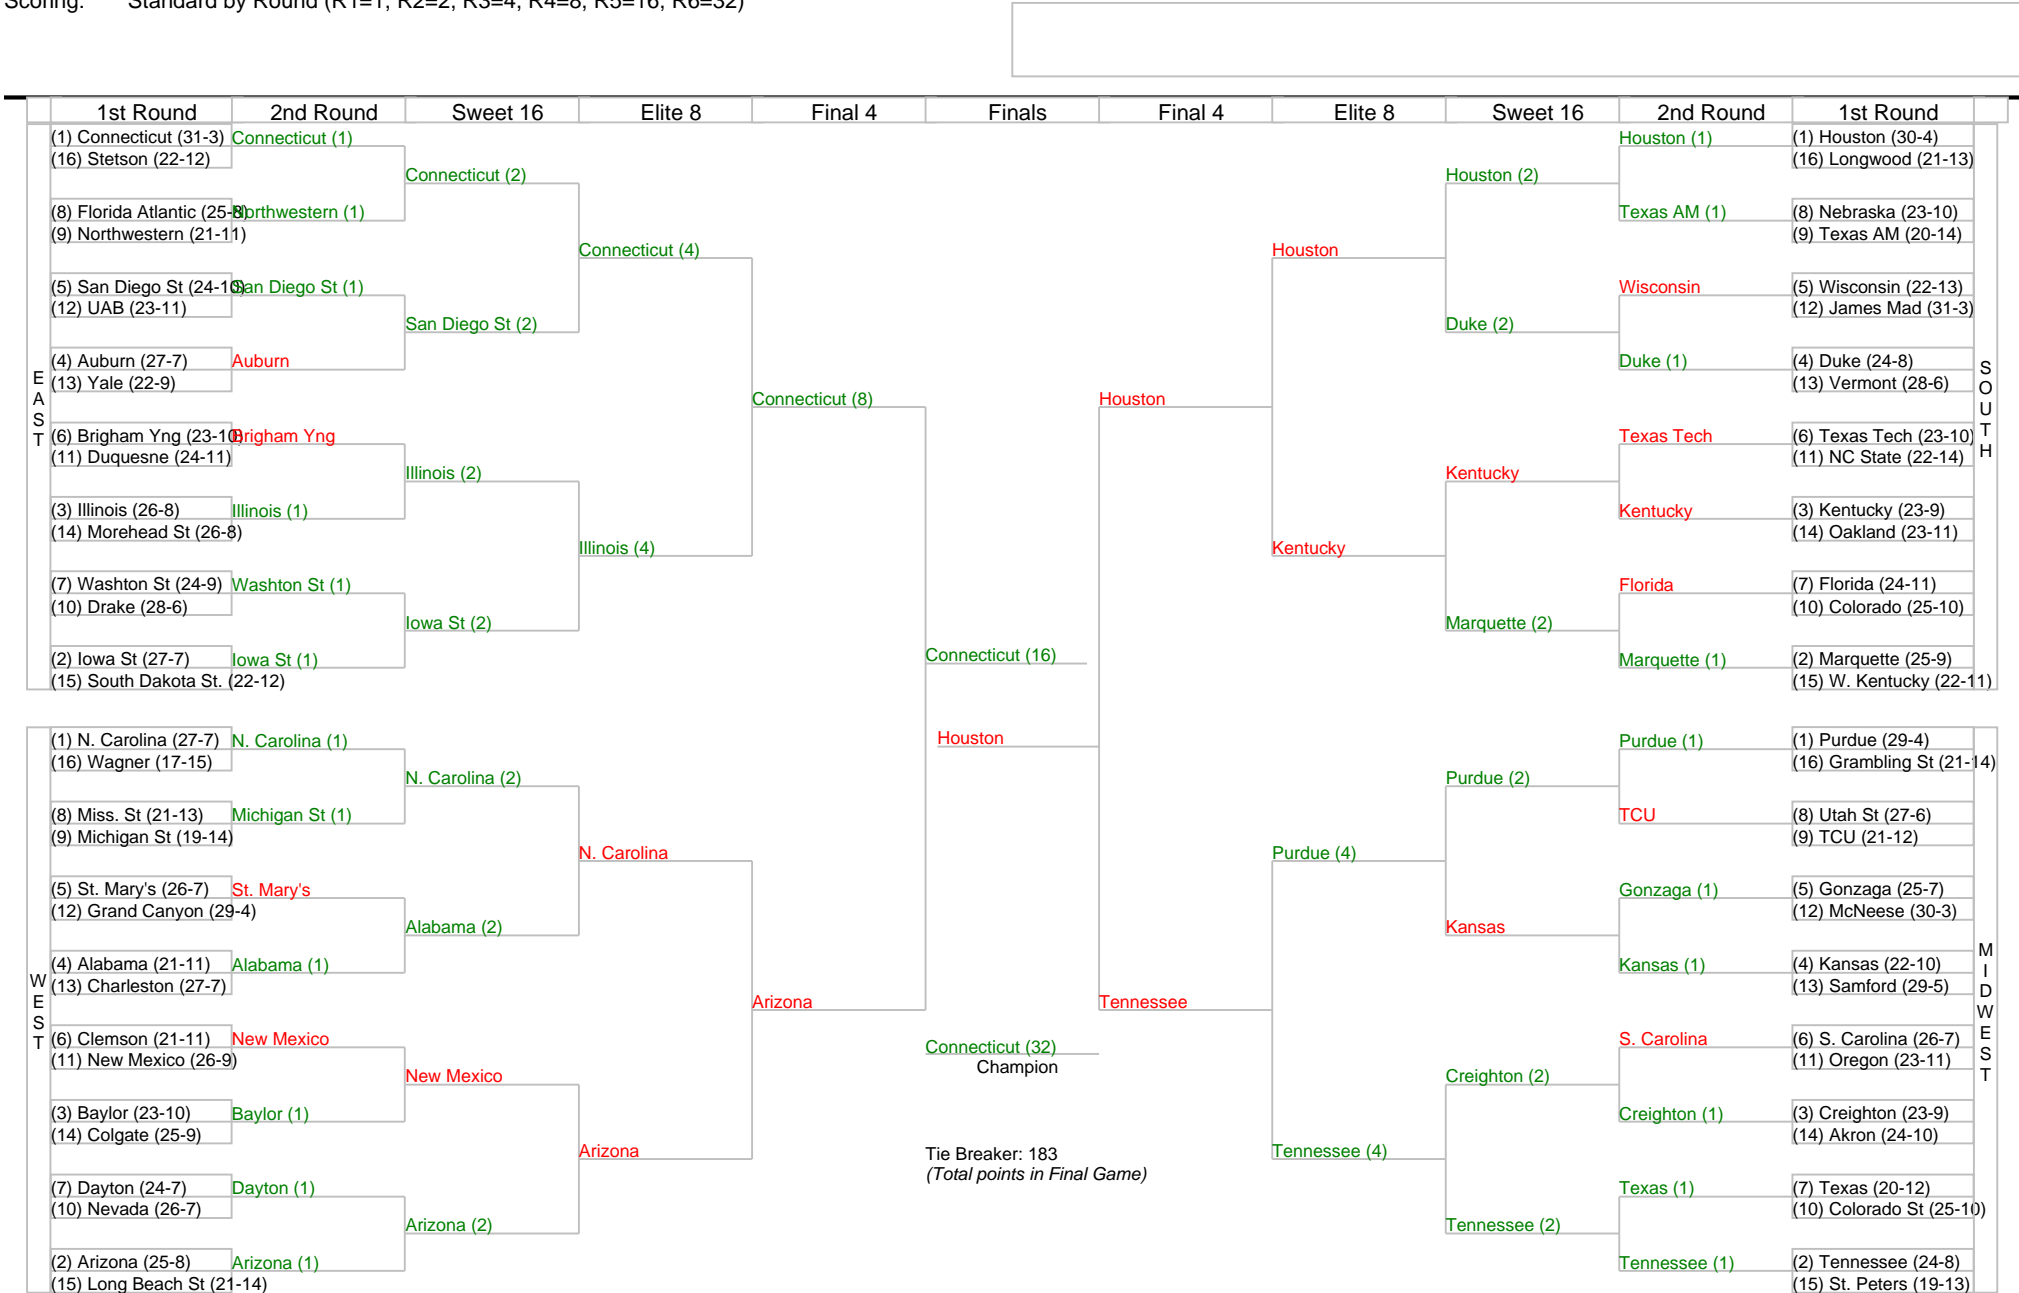 Scoring: Standard by Round (R1=1, R2=2, R3=4, R4=8, R5=16, R6=32)
1st Round 2nd Round Sweet 16 Elite 8 Final 4 Finals Final 4 Elite 8 Sweet 16 2nd Round 1st Round
EAST
(1) Connecticut (31-3)
(16) Stetson (22-12)
(8) Florida Atlantic (25-8)
(9) Northwestern (21-11)
(5) San Diego St (24-10)
(12) UAB (23-11)
(4) Auburn (27-7)
(13) Yale (22-9)
(6) Brigham Yng (23-10)
(11) Duquesne (24-11)
(3) Illinois (26-8)
(14) Morehead St (26-8)
(7) Washton St (24-9)
(10) Drake (28-6)
(2) Iowa St (27-7)
(15) South Dakota St. (22-12)
Connecticut (1)
Northwestern (1)
San Diego St (1)
Auburn
Brigham Yng
Illinois (1)
Washton St (1)
Iowa St (1)
Connecticut (2)
San Diego St (2)
Illinois (2)
Iowa St (2)
Connecticut (4)
Illinois (4)
Connecticut (8)
WEST
(1) N. Carolina (27-7)
(16) Wagner (17-15)
(8) Miss. St (21-13)
(9) Michigan St (19-14)
(5) St. Mary's (26-7)
(12) Grand Canyon (29-4)
(4) Alabama (21-11)
(13) Charleston (27-7)
(6) Clemson (21-11)
(11) New Mexico (26-9)
(3) Baylor (23-10)
(14) Colgate (25-9)
(7) Dayton (24-7)
(10) Nevada (26-7)
(2) Arizona (25-8)
(15) Long Beach St (21-14)
N. Carolina (1)
Michigan St (1)
St. Mary's
Alabama (1)
New Mexico
Baylor (1)
Dayton (1)
Arizona (1)
N. Carolina (2)
Alabama (2)
New Mexico
Arizona (2)
N. Carolina
Arizona
Arizona
Connecticut (16)
Houston
Connecticut (32)
Champion
Tie Breaker: 183
(Total points in Final Game)
Houston
Houston
Kentucky
Houston (2)
Duke (2)
Kentucky
Marquette (2)
Houston (1)
Texas AM (1)
Wisconsin
Duke (1)
Texas Tech
Kentucky
Florida
Marquette (1)
(1) Houston (30-4)
(16) Longwood (21-13)
(8) Nebraska (23-10)
(9) Texas AM (20-14)
(5) Wisconsin (22-13)
(12) James Mad (31-3)
(4) Duke (24-8)
(13) Vermont (28-6)
(6) Texas Tech (23-10)
(11) NC State (22-14)
(3) Kentucky (23-9)
(14) Oakland (23-11)
(7) Florida (24-11)
(10) Colorado (25-10)
(2) Marquette (25-9)
(15) W. Kentucky (22-11)
SOUTH
Tennessee
Purdue (4)
Tennessee (4)
Purdue (2)
Kansas
Creighton (2)
Tennessee (2)
Purdue (1)
TCU
Gonzaga (1)
Kansas (1)
S. Carolina
Creighton (1)
Texas (1)
Tennessee (1)
(1) Purdue (29-4)
(16) Grambling St (21-14)
(8) Utah St (27-6)
(9) TCU (21-12)
(5) Gonzaga (25-7)
(12) McNeese (30-3)
(4) Kansas (22-10)
(13) Samford (29-5)
(6) S. Carolina (26-7)
(11) Oregon (23-11)
(3) Creighton (23-9)
(14) Akron (24-10)
(7) Texas (20-12)
(10) Colorado St (25-10)
(2) Tennessee (24-8)
(15) St. Peters (19-13)
MIDWEST